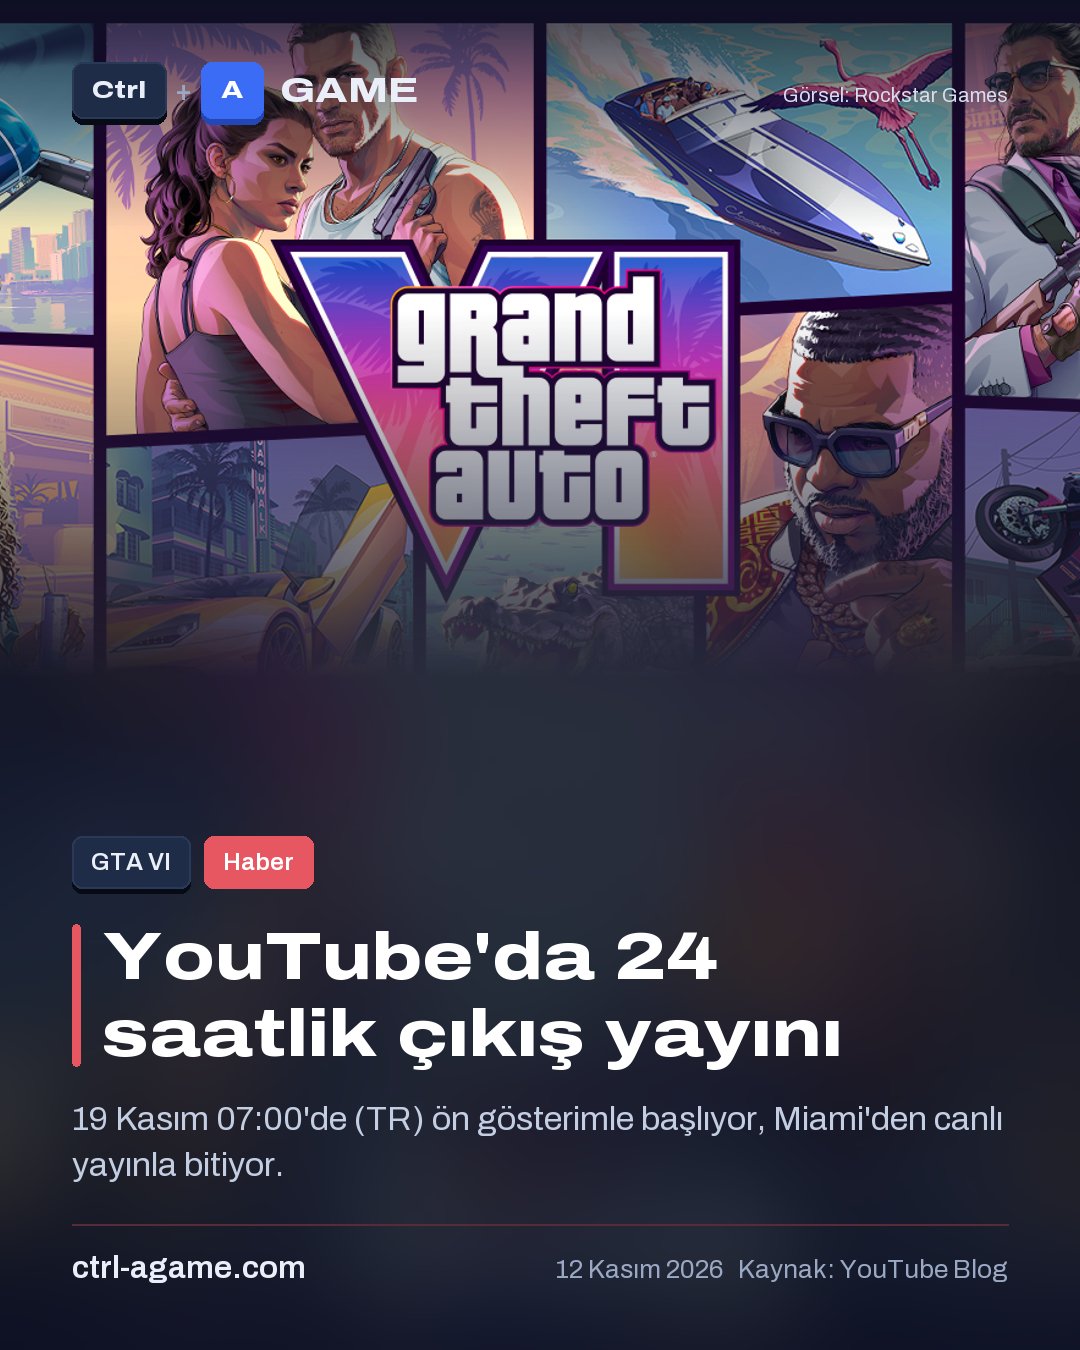 Ctrl + A GAME
Görsel: Rockstar Games
VI
grand
theft
auto
GTA VI
Haber
YouTube'da 24
saatlik çıkış yayını
19 Kasım 07:00'de (TR) ön gösterimle başlıyor, Miami'den canlı
yayınla bitiyor.
ctrl-agame.com
12 Kasım 2026 Kaynak: YouTube Blog